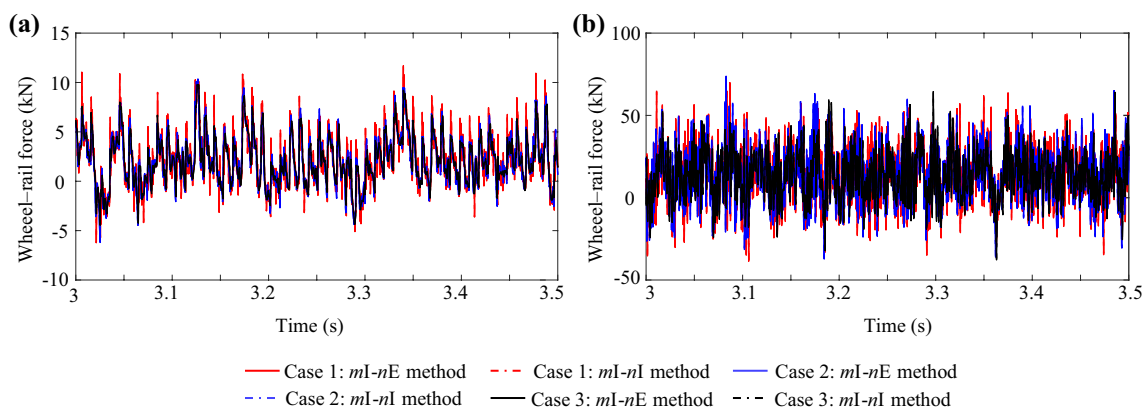 (a)
15
10
5
0
-5
-10
Wheel–rail force (kN)
3 3.1 3.2 3.3 3.4 3.5
Time (s)
(b)
100
50
0
-50
Wheeel–rail force (kN)
3 3.1 3.2 3.3 3.4 3.5
Time (s)
Case 1: mI-nE method Case 1: mI-nI method Case 2: mI-nE method
Case 2: mI-nI method Case 3: mI-nE method Case 3: mI-nI method